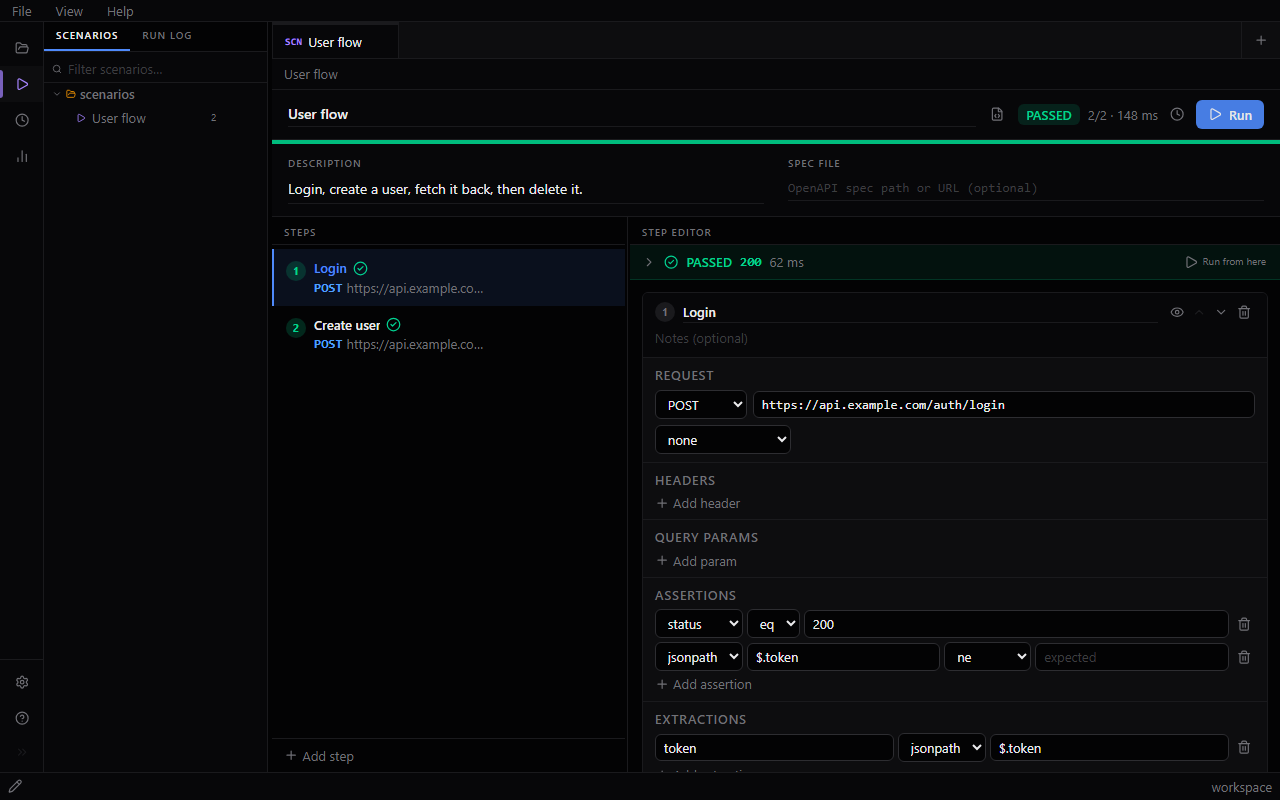 File View Help
SCENARIOS RUN LOG
Filter scenarios...
scenarios
User flow 2
SCN User flow
User flow
User flow
PASSED 2/2 · 148 ms Run
DESCRIPTION
Login, create a user, fetch it back, then delete it.
SPEC FILE
OpenAPI spec path or URL (optional)
STEPS
1 Login
POST https://api.example.co...
2 Create user
POST https://api.example.co...
Add step
STEP EDITOR
PASSED 200 62 ms Run from here
1 Login
Notes (optional)
REQUEST
POST https://api.example.com/auth/login
none
HEADERS
Add header
QUERY PARAMS
Add param
ASSERTIONS
status eq 200
jsonpath $.token ne expected
Add assertion
EXTRACTIONS
token jsonpath $.token
workspace